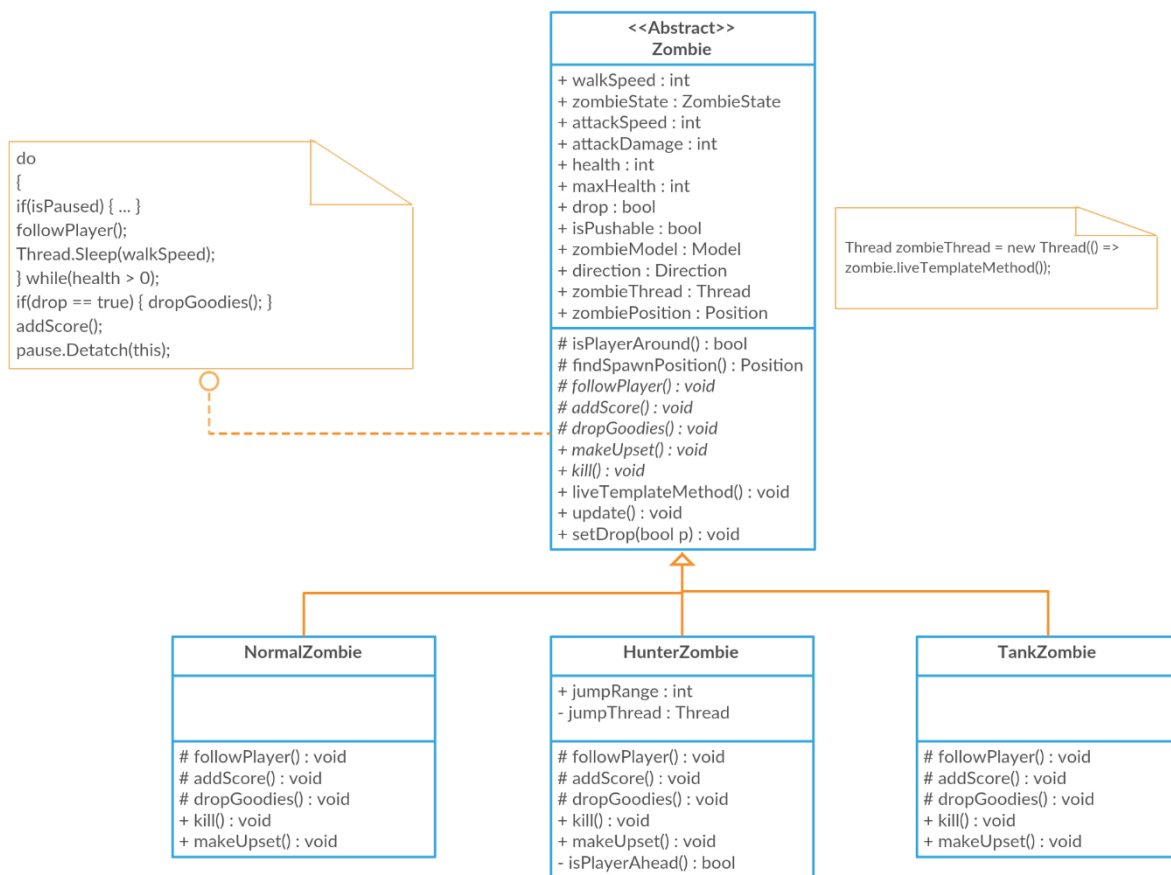 <<Abstract>>
Zombie
+ walkSpeed : int
+ zombieState : ZombieState
+ attackSpeed : int
+ attackDamage : int
+ health : int
+ maxHealth : int
+ drop : bool
+ isPushable : bool
+ zombieModel : Model
+ direction : Direction
+ zombieThread : Thread
+ zombiePosition : Position
# isPlayerAround() : bool
# findSpawnPosition() : Position
# followPlayer() : void
# addScore() : void
# dropGoodies() : void
+ makeUpset() : void
+ kill() : void
+ liveTemplateMethod() : void
+ update() : void
+ setDrop(bool p) : void
do
{
if(isPaused) { ... }
followPlayer();
Thread.Sleep(walkSpeed);
} while(health > 0);
if(drop == true) { dropGoodies(); }
addScore();
pause.Detatch(this);
Thread zombieThread = new Thread(() =>
zombie.liveTemplateMethod());
NormalZombie
# followPlayer() : void
# addScore() : void
# dropGoodies() : void
+ kill() : void
+ makeUpset() : void
HunterZombie
+ jumpRange : int
- jumpThread : Thread
# followPlayer() : void
# addScore() : void
# dropGoodies() : void
+ kill() : void
+ makeUpset() : void
- isPlayerAhead() : bool
TankZombie
# followPlayer() : void
# addScore() : void
# dropGoodies() : void
+ kill() : void
+ makeUpset() : void